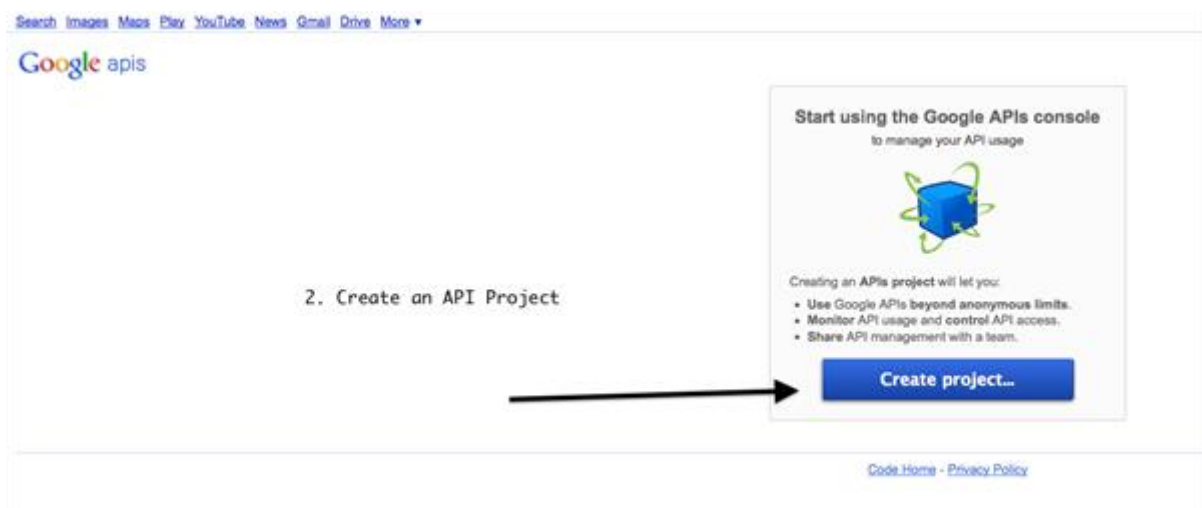 Search Images Maps Play YouTube News Gmail Drive More ▾
Google apis
Start using the Google APIs console
to manage your API usage
2. Create an API Project
Creating an APIs project will let you:
• Use Google APIs beyond anonymous limits.
• Monitor API usage and control API access.
• Share API management with a team.
Create project...
Code Home - Privacy Policy